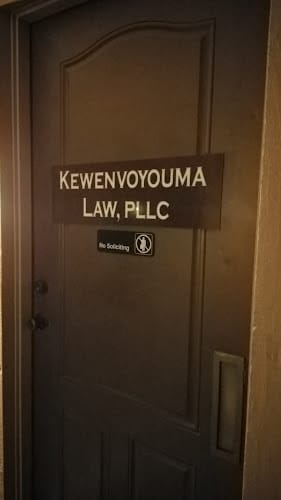 KEWENVOYOUMA
LAW, PLLC
No Soliciting